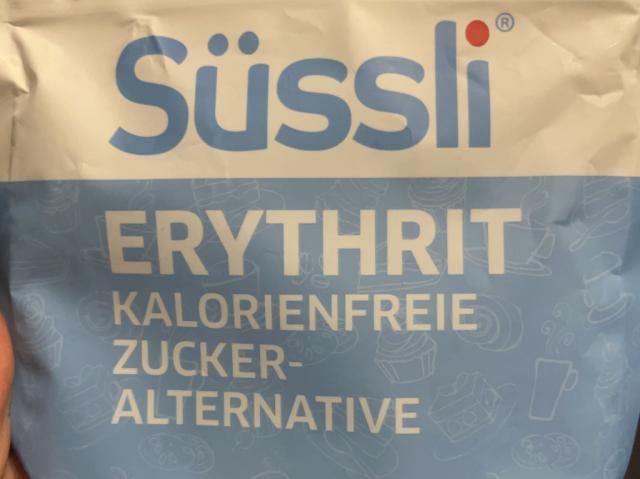 Süssli®
ERYTHRIT
KALORIENFREIE
ZUCKER-
ALTERNATIVE